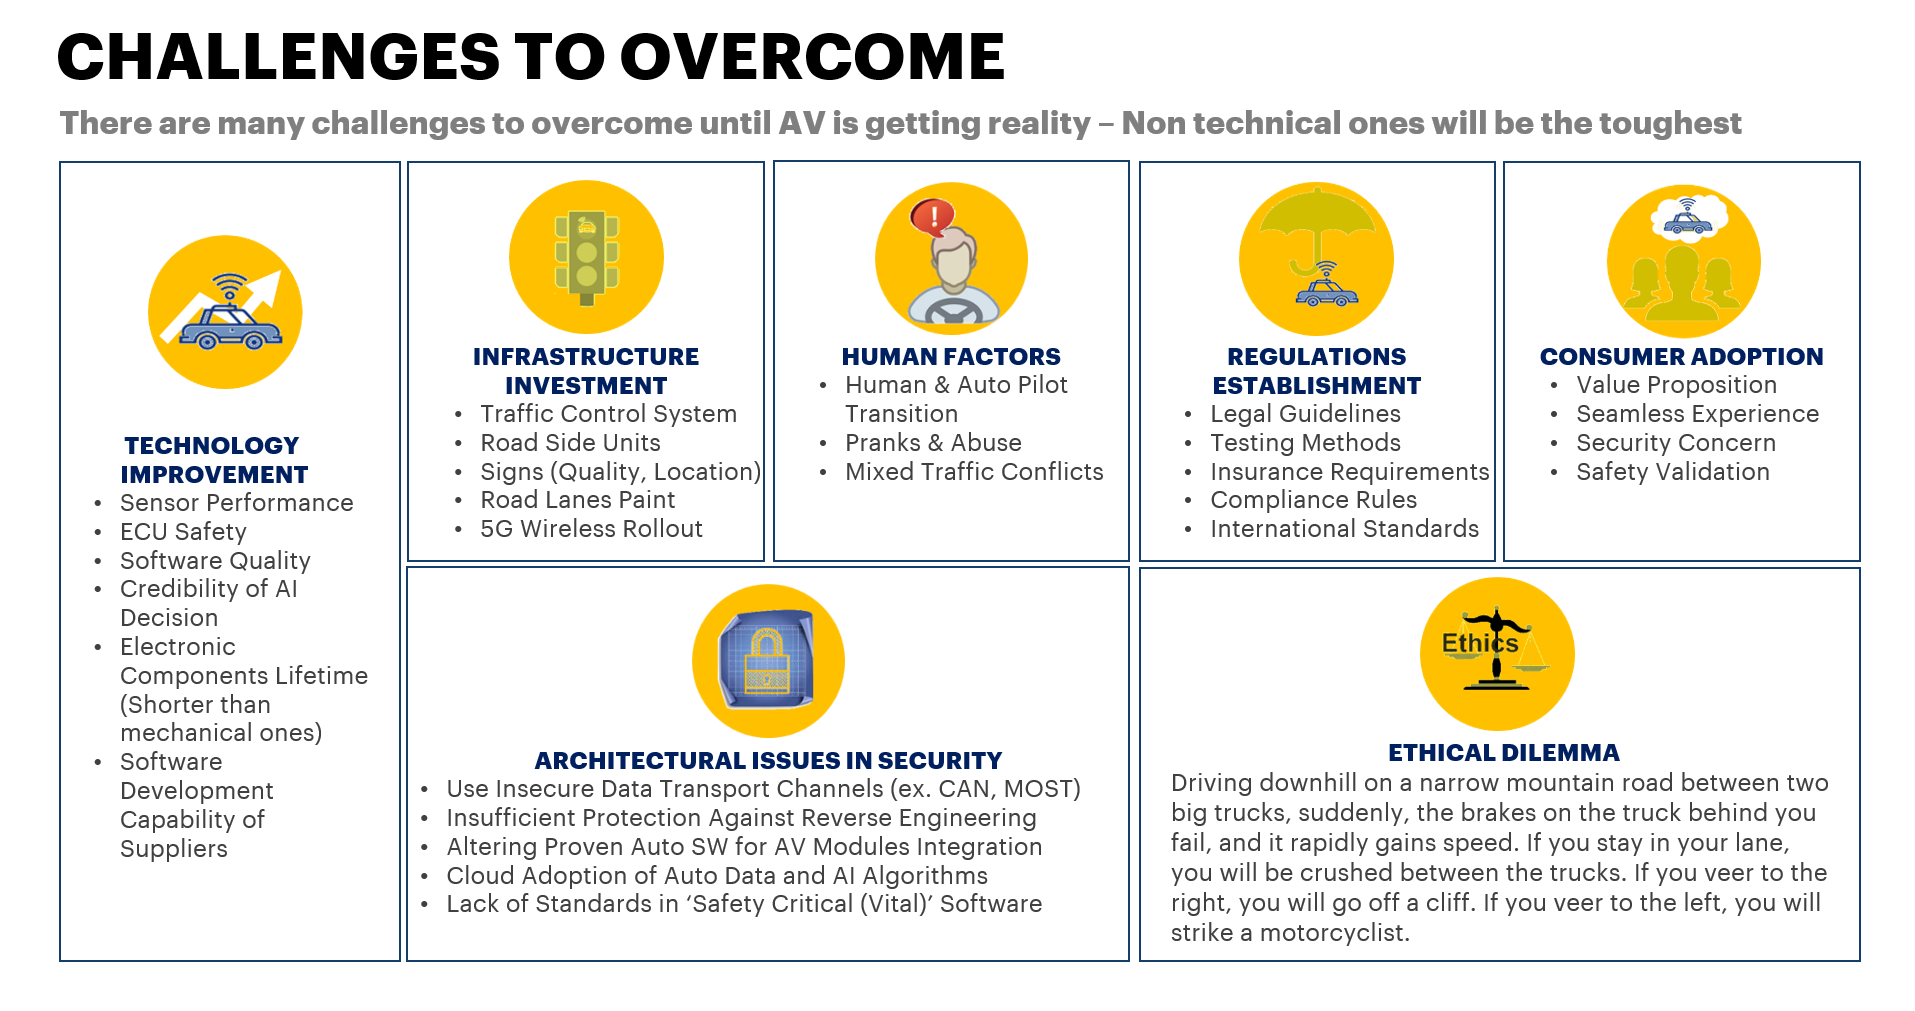 CHALLENGES TO OVERCOME
There are many challenges to overcome until AV is getting reality – Non technical ones will be the toughest
TECHNOLOGY
IMPROVEMENT
• Sensor Performance
• ECU Safety
• Software Quality
• Credibility of AI
Decision
• Electronic
Components Lifetime
(Shorter than
mechanical ones)
• Software
Development
Capability of
Suppliers
INFRASTRUCTURE
INVESTMENT
• Traffic Control System
• Road Side Units
• Signs (Quality, Location)
• Road Lanes Paint
• 5G Wireless Rollout
!
HUMAN FACTORS
• Human & Auto Pilot
Transition
• Pranks & Abuse
• Mixed Traffic Conflicts
REGULATIONS
ESTABLISHMENT
• Legal Guidelines
• Testing Methods
• Insurance Requirements
• Compliance Rules
• International Standards
CONSUMER ADOPTION
• Value Proposition
• Seamless Experience
• Security Concern
• Safety Validation
ARCHITECTURAL ISSUES IN SECURITY
• Use Insecure Data Transport Channels (ex. CAN, MOST)
• Insufficient Protection Against Reverse Engineering
• Altering Proven Auto SW for AV Modules Integration
• Cloud Adoption of Auto Data and AI Algorithms
• Lack of Standards in ‘Safety Critical (Vital)’ Software
Ethics
ETHICAL DILEMMA
Driving downhill on a narrow mountain road between two
big trucks, suddenly, the brakes on the truck behind you
fail, and it rapidly gains speed. If you stay in your lane,
you will be crushed between the trucks. If you veer to the
right, you will go off a cliff. If you veer to the left, you will
strike a motorcyclist.